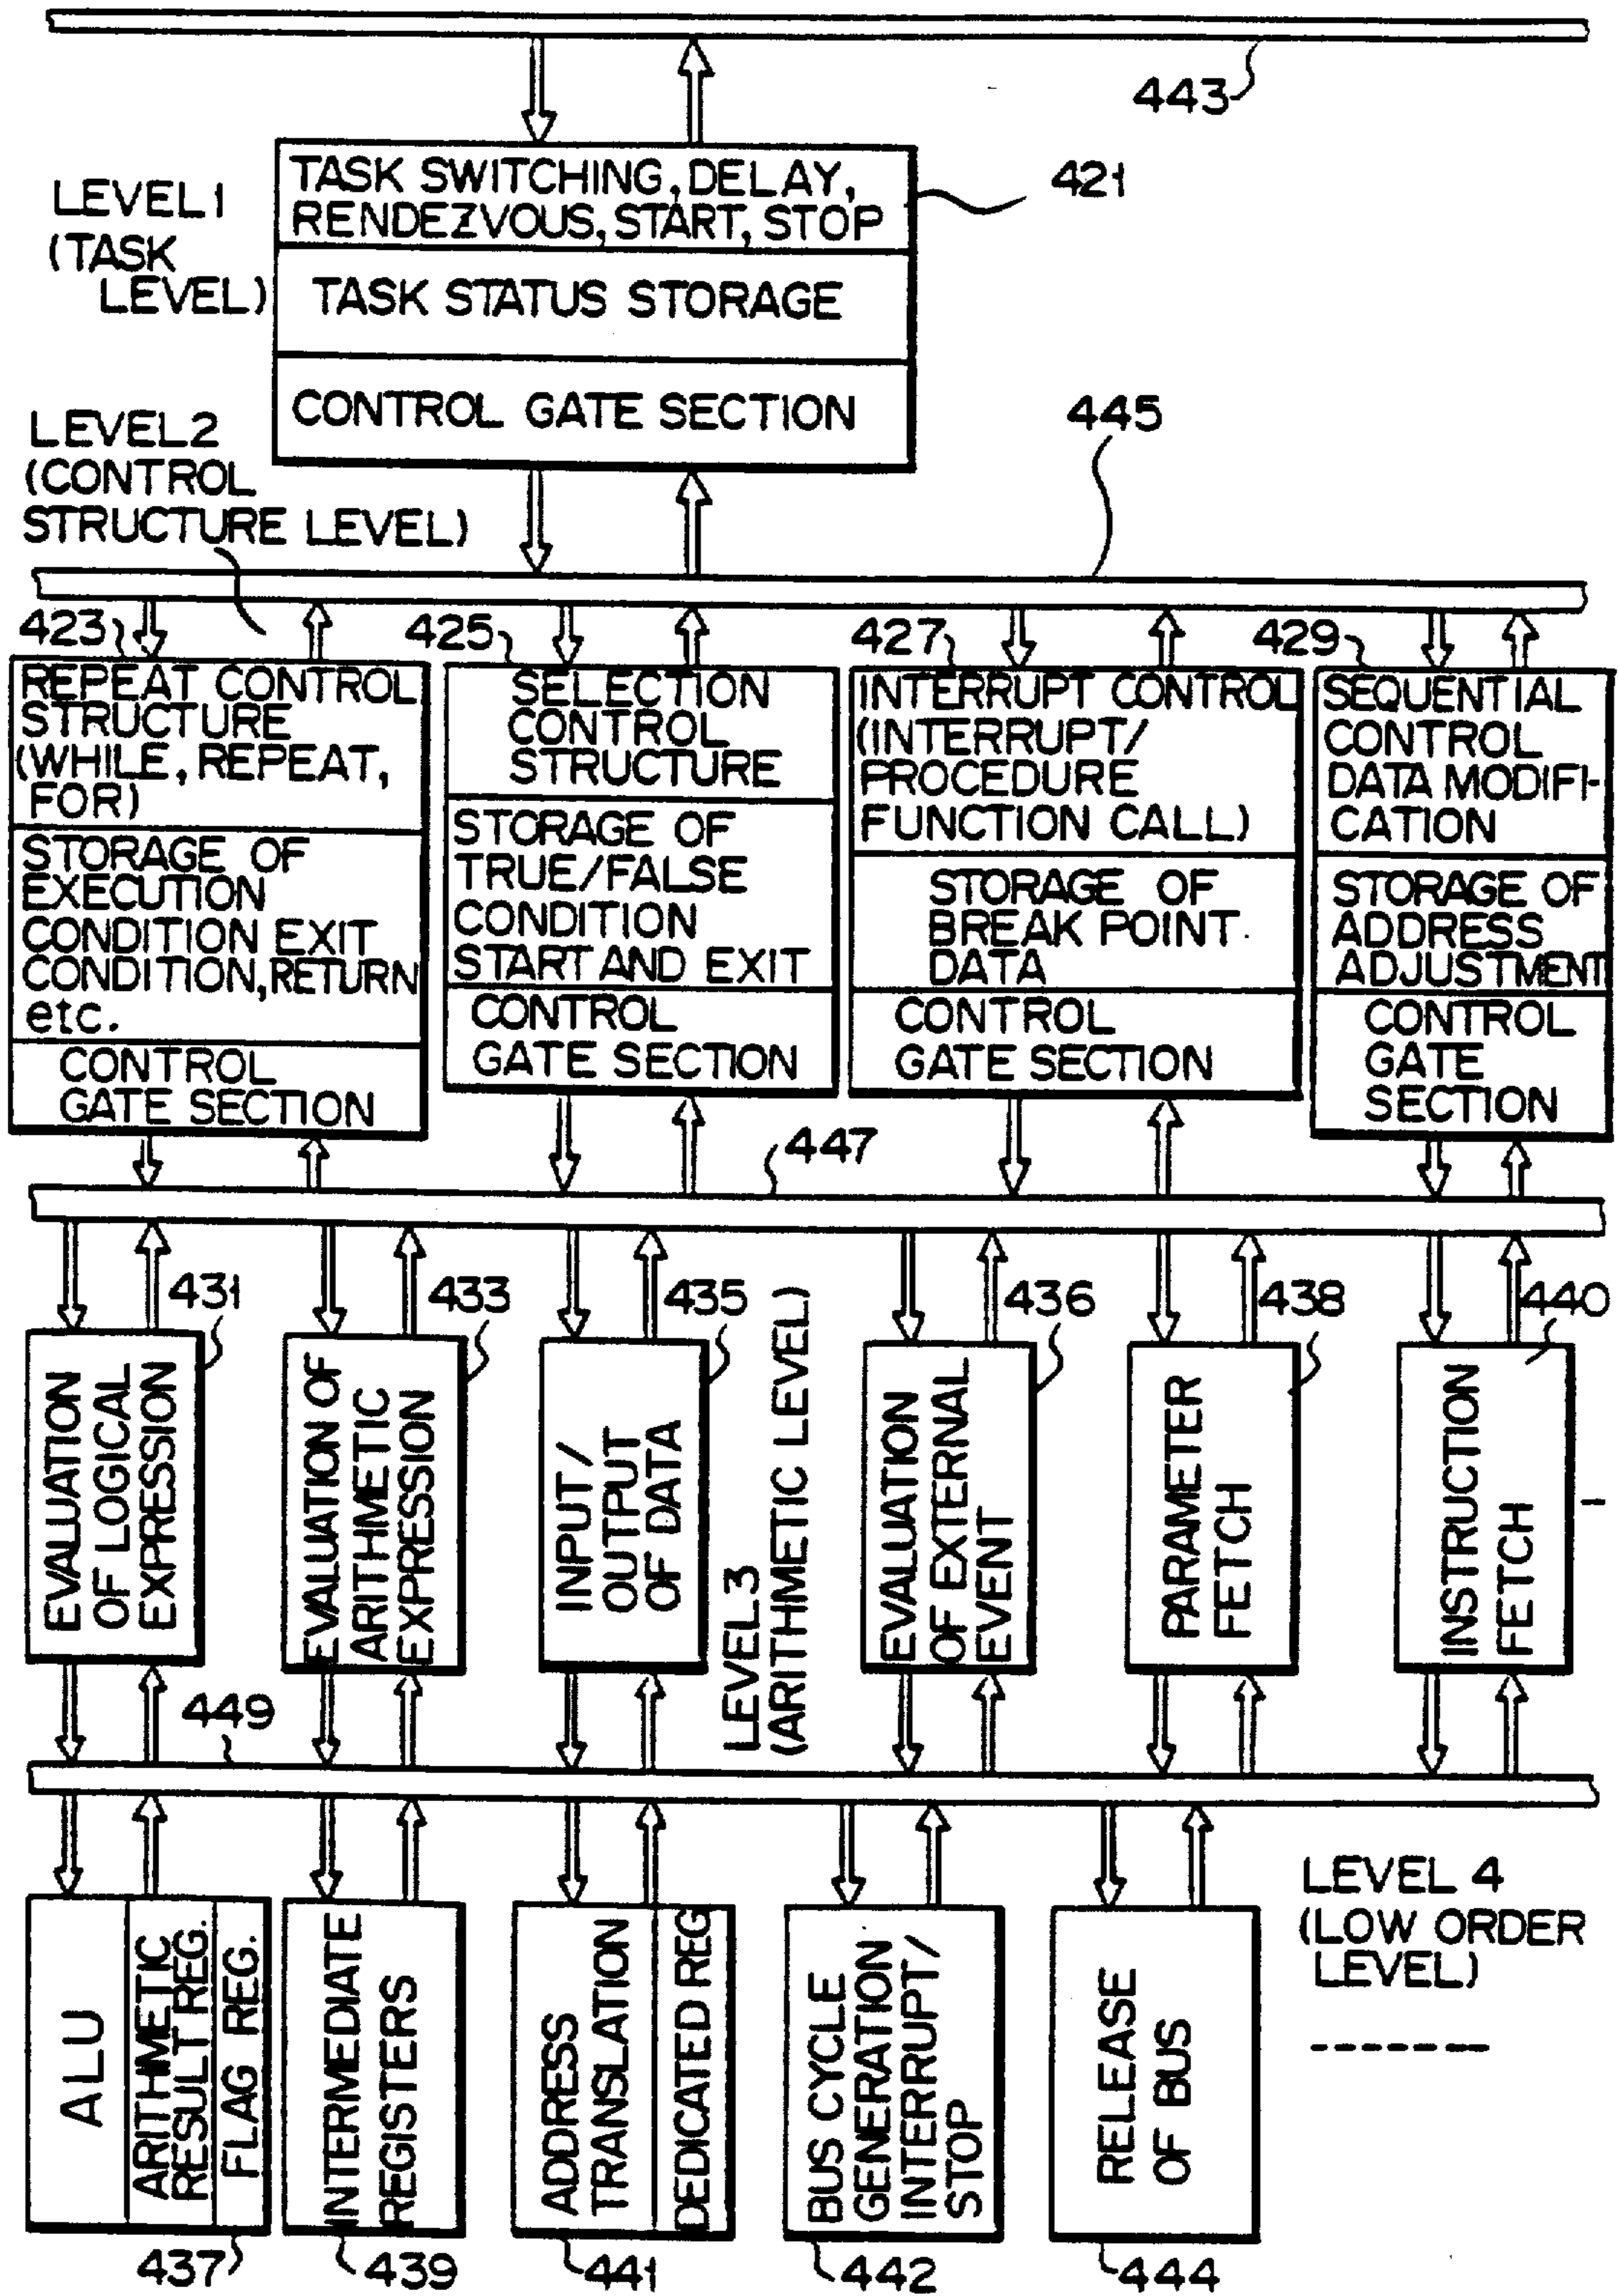 443
LEVEL1
(TASK
LEVEL)
TASK SWITCHING, DELAY,
RENDEZVOUS, START, STOP
421
TASK STATUS STORAGE
CONTROL GATE SECTION
LEVEL2
(CONTROL
STRUCTURE LEVEL)
445
423
REPEAT CONTROL
STRUCTURE
(WHILE, REPEAT,
FOR)
STORAGE OF
EXECUTION
CONDITION EXIT
CONDITION, RETURN
etc.
CONTROL
GATE SECTION
425
SELECTION
CONTROL
STRUCTURE
STORAGE OF
TRUE/FALSE
CONDITION
START AND EXIT
CONTROL
GATE SECTION
427
INTERRUPT CONTROL
(INTERRUPT/
PROCEDURE
FUNCTION CALL)
STORAGE OF
BREAK POINT
DATA
CONTROL
GATE SECTION
429
SEQUENTIAL
CONTROL
DATA MODIFI-
CATION
STORAGE OF
ADDRESS
ADJUSTMENT
CONTROL
GATE
SECTION
447
431
EVALUATION
OF LOGICAL
EXPRESSION
433
EVALUATION OF
ARITHMETIC
EXPRESSION
435
INPUT/
OUTPUT
OF DATA
LEVEL3
(ARITHMETIC LEVEL)
436
EVALUATION
OF EXTERNAL
EVENT
438
PARAMETER
FETCH
440
INSTRUCTION
FETCH
449
ALU
ARITHMETIC
RESULT REG.
FLAG REG.
437
INTERMEDIATE
REGISTERS
439
ADDRESS
TRANSLATION
DEDICATED REG
441
BUS CYCLE
GENERATION
INTERRUPT/
STOP
442
RELEASE
OF BUS
444
LEVEL 4
(LOW ORDER
LEVEL)